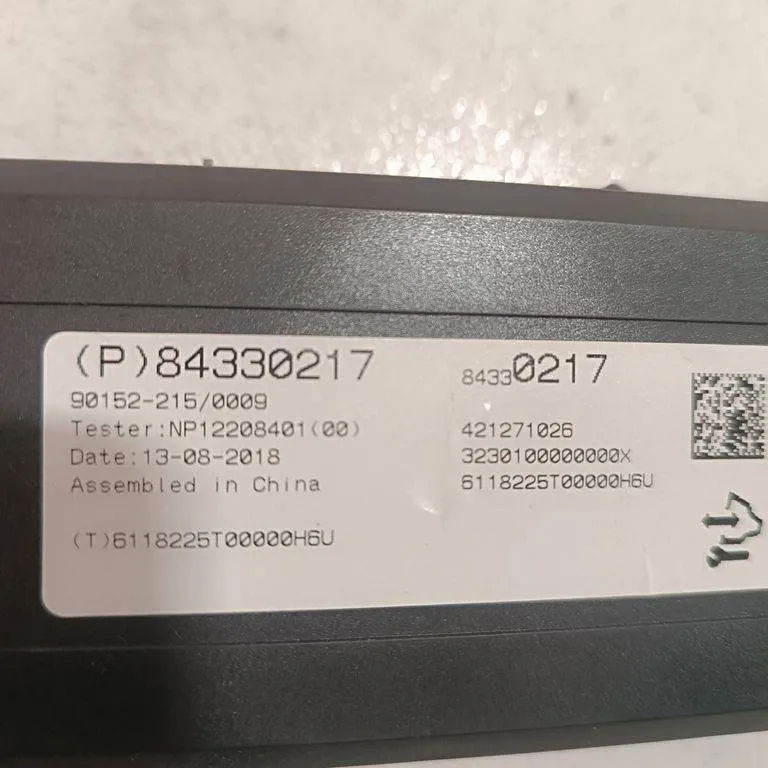 (P)84330217
90152-215/0009
Tester:NP12208401(00)
Date:13-08-2018
Assembled in China
(T)6118225T00000H6U
84330217
421271026
3230100000000X
6118225T00000H6U